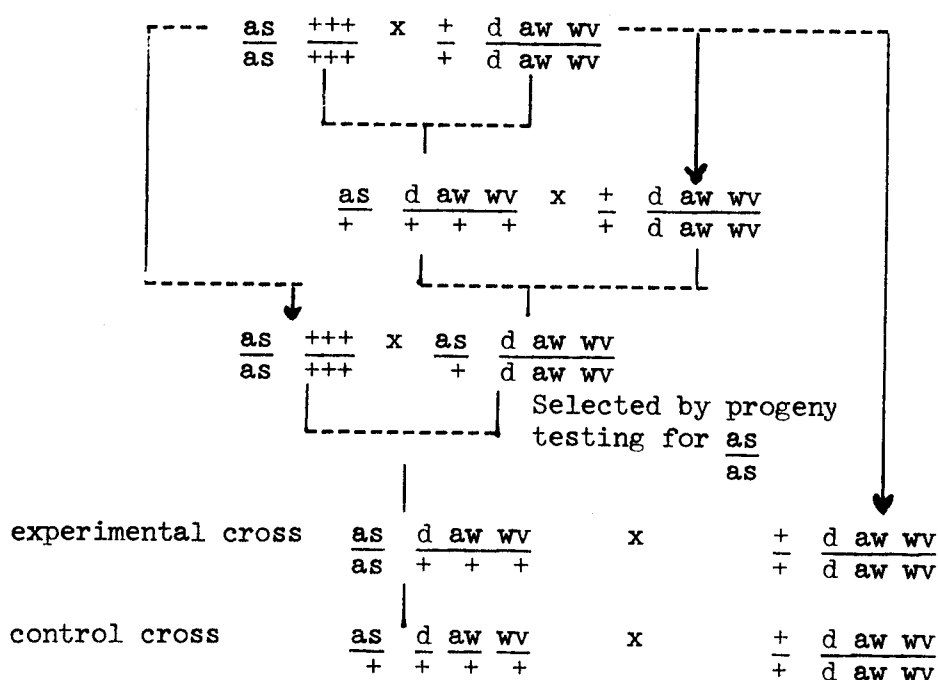 as +++ x + d aw wv
as +++ + d aw wv
as d aw wv x + d aw wv
+ + + + + d aw wv
as +++ x as d aw wv
as +++ + d aw wv
Selected by progeny
testing for as
as
experimental cross as d aw wv x + d aw wv
as + + + + d aw wv
control cross as d aw wv x + d aw wv
+ + + + + d aw wv